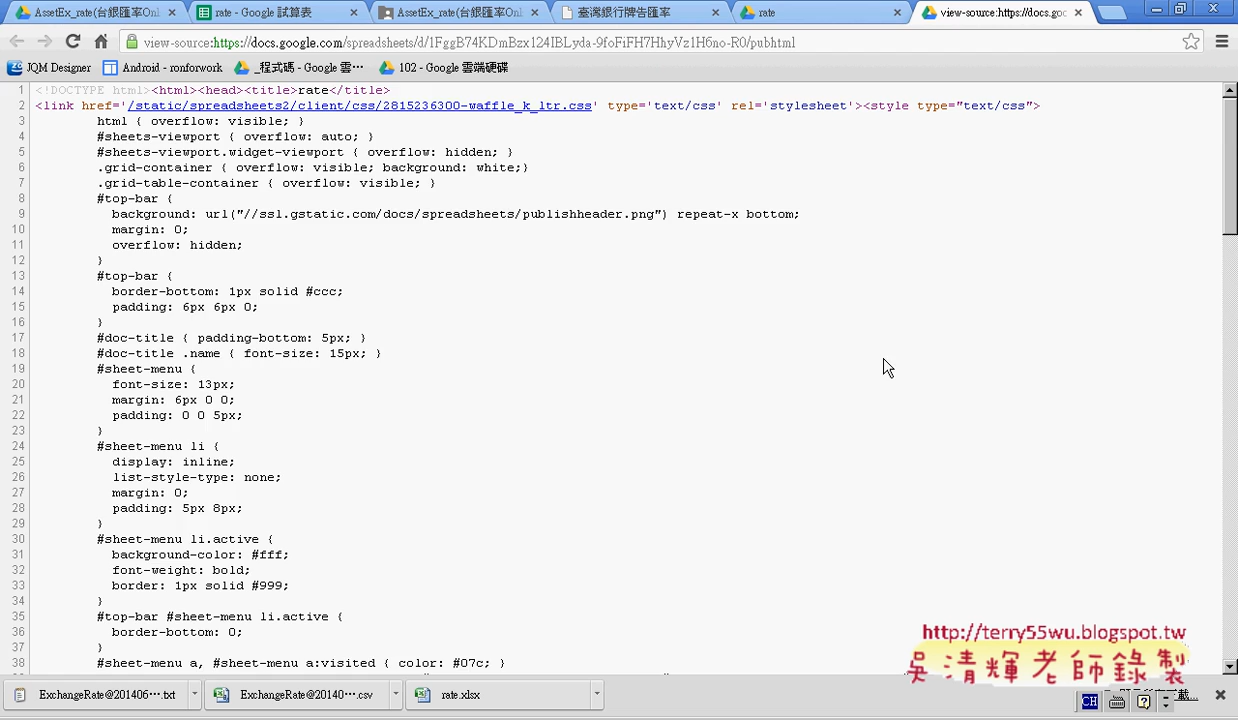 AssetEx_rate(台銀匯率Onl
rate - Google 試算表
AssetEx_rate(台銀匯率Onl
臺灣銀行牌告匯率
rate
view-source:https://docs.goc
view-source:https://docs.google.com/spreadsheets/d/1FggB74KDmBzx124IBLyda-9foFiFH7HhyVz1H6no-R0/pubhtml
JQM Designer
Android - ronforwork
_程式碼 - Google 雲…
102 - Google 雲端硬碟
1 <!DOCTYPE html><html><head><title>rate</title>
2 <link href='/static/spreadsheets2/client/css/2815236300-waffle_k_ltr.css' type='text/css' rel='stylesheet'><style type="text/css">
3 html { overflow: visible; }
4 #sheets-viewport { overflow: auto; }
5 #sheets-viewport.widget-viewport { overflow: hidden; }
6 .grid-container { overflow: visible; background: white;}
7 .grid-table-container { overflow: visible; }
8 #top-bar {
9 background: url("//ssl.gstatic.com/docs/spreadsheets/publishheader.png") repeat-x bottom;
10 margin: 0;
11 overflow: hidden;
12 }
13 #top-bar {
14 border-bottom: 1px solid #ccc;
15 padding: 6px 6px 0;
16 }
17 #doc-title { padding-bottom: 5px; }
18 #doc-title .name { font-size: 15px; }
19 #sheet-menu {
20 font-size: 13px;
21 margin: 6px 0 0;
22 padding: 0 0 5px;
23 }
24 #sheet-menu li {
25 display: inline;
26 list-style-type: none;
27 margin: 0;
28 padding: 5px 8px;
29 }
30 #sheet-menu li.active {
31 background-color: #fff;
32 font-weight: bold;
33 border: 1px solid #999;
34 }
35 #top-bar #sheet-menu li.active {
36 border-bottom: 0;
37 }
38 #sheet-menu a, #sheet-menu a:visited { color: #07c; }
http://terry55wu.blogspot.tw
吳清輝老師錄製
ExchangeRate@201406….txt
ExchangeRate@20140….csv
rate.xlsx
CH